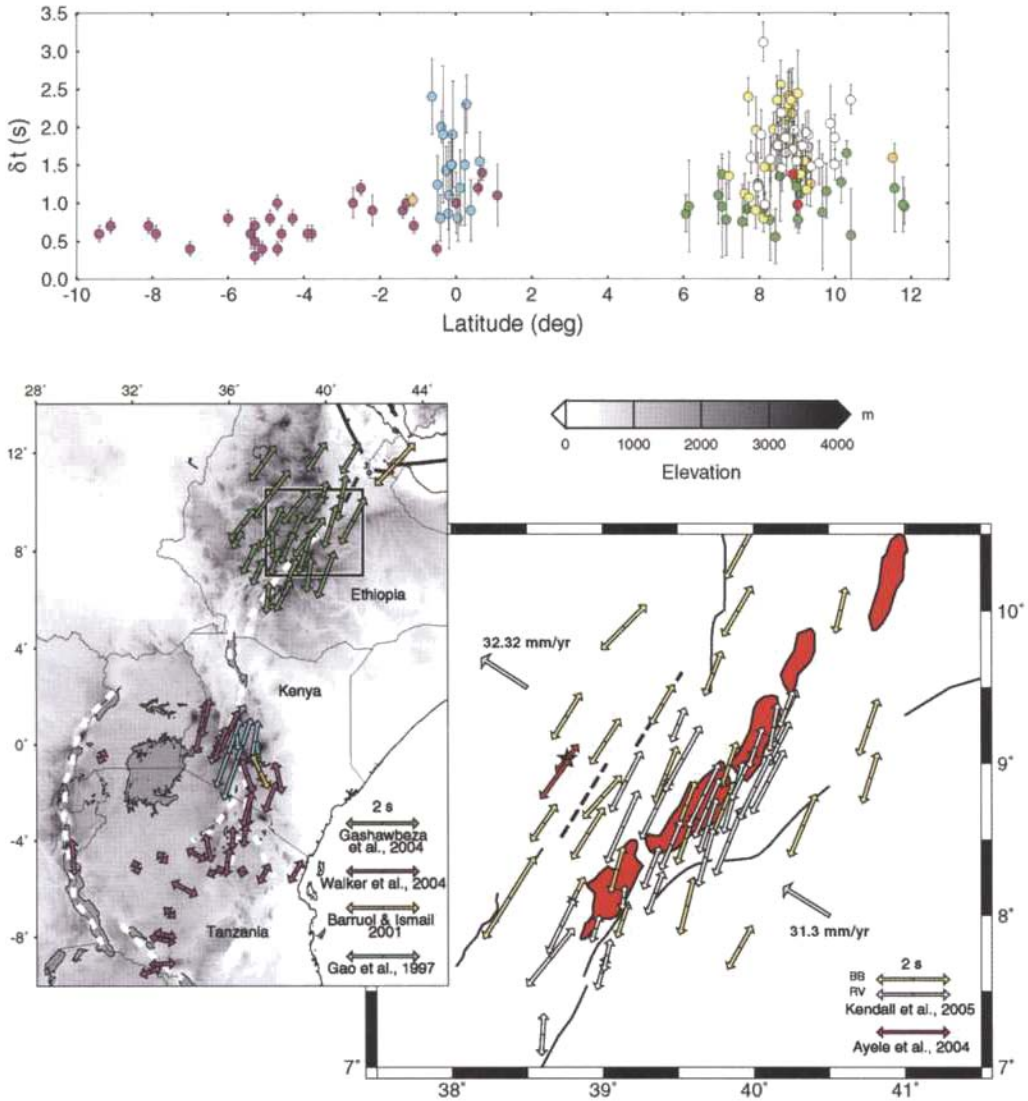 3.5
3.0
2.5
2.0
1.5
1.0
0.5
0.0
δt (s)
-10 -8 -6 -4 -2 0 2 4 6 8 10 12
Latitude (deg)
28° 32° 36° 40° 44°
12°
8°
4°
0°
-4°
-8°
Ethiopia
Kenya
Tanzania
2 s
Gashawbeza
et al., 2004
Walker et al., 2004
Barruol & Ismail
2001
Gao et al., 1997
m
0 1000 2000 3000 4000
Elevation
32.32 mm/yr
31.3 mm/yr
2 s
BB
RV
Kendall et al., 2005
Ayele et al., 2004
10°
9°
8°
7° 7°
38° 39° 40° 41°